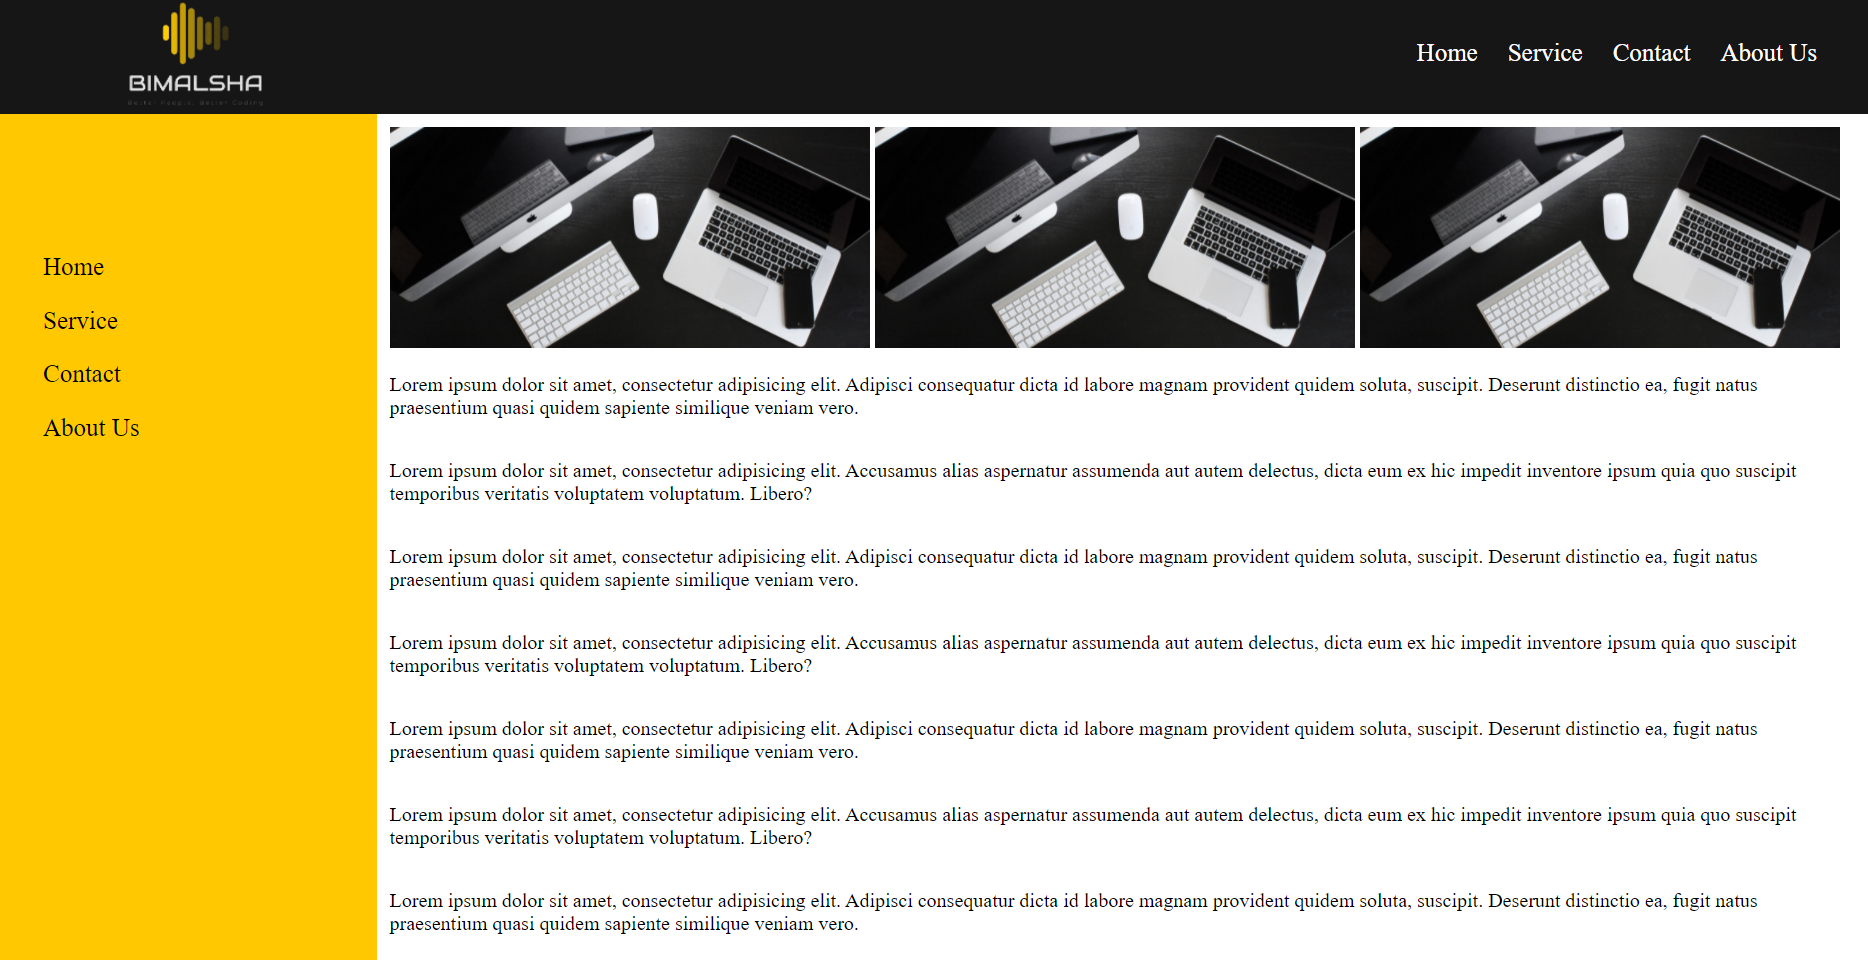 BIMALSHA
Better People, Better Coding
Home Service Contact About Us
Home
Service
Contact
About Us
Lorem ipsum dolor sit amet, consectetur adipisicing elit. Adipisci consequatur dicta id labore magnam provident quidem soluta, suscipit. Deserunt distinctio ea, fugit natus
praesentium quasi quidem sapiente similique veniam vero.
Lorem ipsum dolor sit amet, consectetur adipisicing elit. Accusamus alias aspernatur assumenda aut autem delectus, dicta eum ex hic impedit inventore ipsum quia quo suscipit
temporibus veritatis voluptatem voluptatum. Libero?
Lorem ipsum dolor sit amet, consectetur adipisicing elit. Adipisci consequatur dicta id labore magnam provident quidem soluta, suscipit. Deserunt distinctio ea, fugit natus
praesentium quasi quidem sapiente similique veniam vero.
Lorem ipsum dolor sit amet, consectetur adipisicing elit. Accusamus alias aspernatur assumenda aut autem delectus, dicta eum ex hic impedit inventore ipsum quia quo suscipit
temporibus veritatis voluptatem voluptatum. Libero?
Lorem ipsum dolor sit amet, consectetur adipisicing elit. Adipisci consequatur dicta id labore magnam provident quidem soluta, suscipit. Deserunt distinctio ea, fugit natus
praesentium quasi quidem sapiente similique veniam vero.
Lorem ipsum dolor sit amet, consectetur adipisicing elit. Accusamus alias aspernatur assumenda aut autem delectus, dicta eum ex hic impedit inventore ipsum quia quo suscipit
temporibus veritatis voluptatem voluptatum. Libero?
Lorem ipsum dolor sit amet, consectetur adipisicing elit. Adipisci consequatur dicta id labore magnam provident quidem soluta, suscipit. Deserunt distinctio ea, fugit natus
praesentium quasi quidem sapiente similique veniam vero.